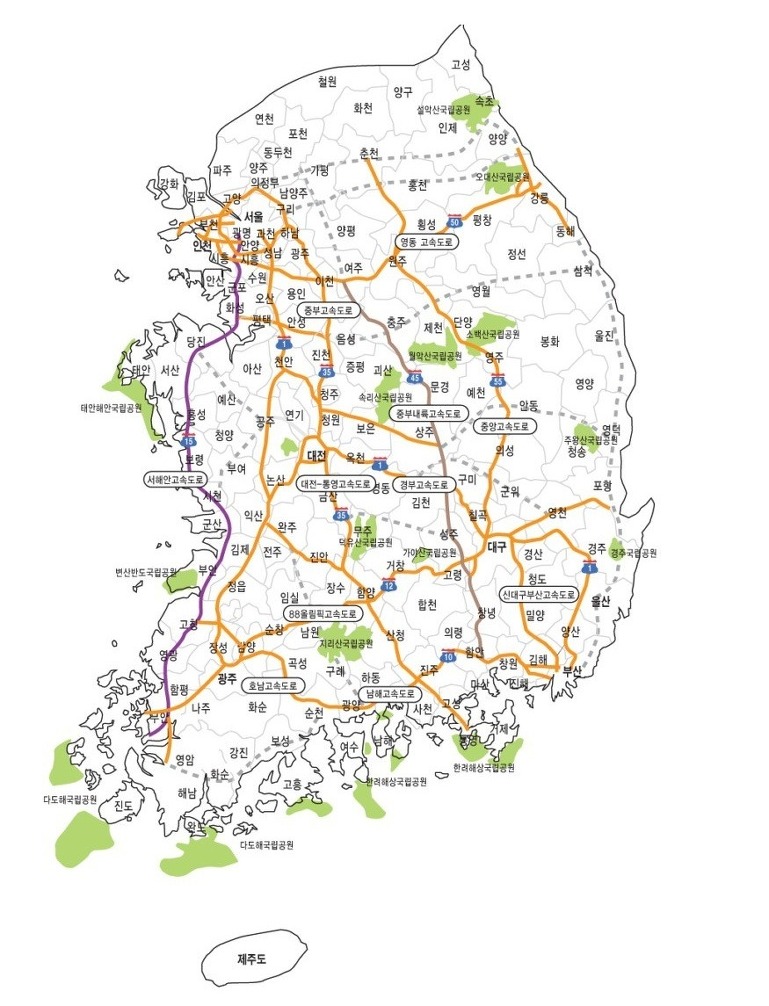 고성
철원
양구
화천
속초
설악산국립공원
연천
인제
포천
양양
동두천
춘천
양주
파주
가평
오대산국립공원
강화
의정부
홍천
김포
고양
남양주
강릉
구리
서울
횡성
50
평창
부천
광명
과천
하남
양평
동해
영동 고속도로
인천
안양
성남
광주
정선
시흥
시흥
원주
여주
삼척
안산
수원
이천
군포
용인
영월
오산
화성
중부고속도로
평택
안성
충주
제천
단양
소백산국립공원
음성
울진
당진
1
봉화
진천
월악산국립공원
영주
태안
서산
아산
천안
35
증평
괴산
45
55
문경
영양
청주
예천
예산
속리산국립공원
태안해안국립공원
안동
홍성
연기
중부내륙고속도로
공주
청원
보은
상주
중앙고속도로
영덕
청양
주왕산국립공원
15
청송
의성
보령
대전
옥천
1
부여
서해안고속도로
논산
대전-통영고속도로
영동
경부고속도로
구미
포항
서천
금산
군위
김천
영천
익산
35
칠곡
군산
완주
무주
성주
덕유산국립공원
대구
김제
전주
가야산국립공원
경산
경주
경주국립공원
진안
거창
1
변산반도국립공원
부안
고령
청도
정읍
장수
12
함양
신대구부산고속도로
임실
울산
합천
88올림픽고속도로
창녕
밀양
고창
순창
남원
산청
의령
양산
지리산국립공원
장성
담양
함안
영광
10
창원
김해
곡성
구례
진주
부산
광주
하동
호남고속도로
마산
진해
함평
남해고속도로
나주
화순
순천
광양
사천
고성
거제
통영
보성
여수
남해
강진
영암
한려해상국립공원
화순
한려해상국립공원
고흥
해남
다도해국립공원
진도
완도
다도해국립공원
제주도